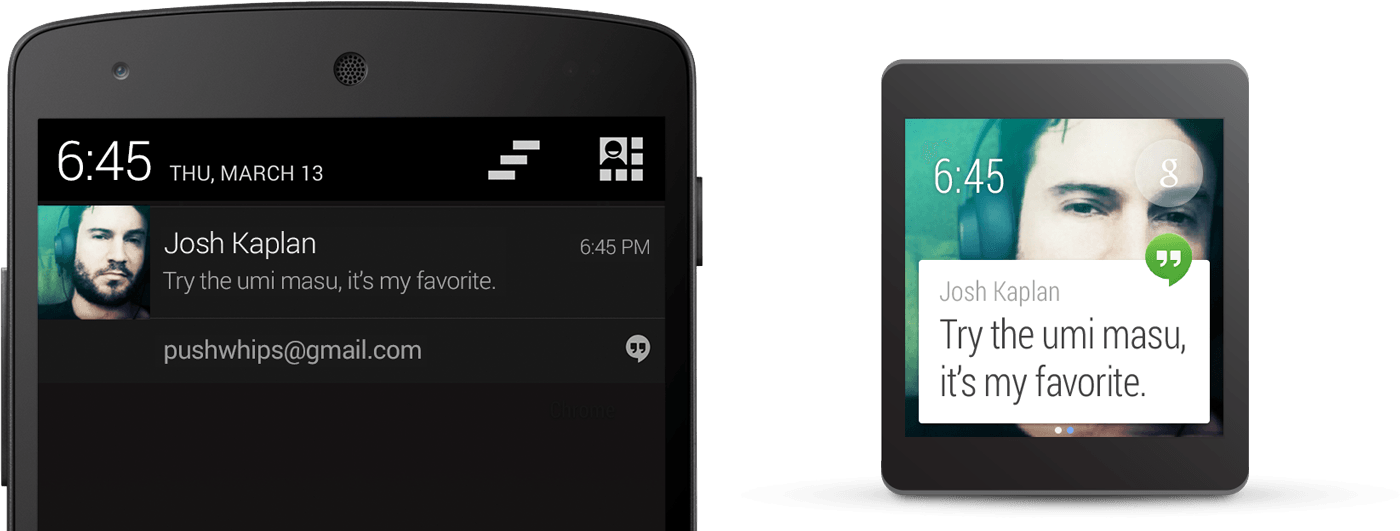 6:45 THU, MARCH 13
Josh Kaplan 6:45 PM
Try the umi masu, it's my favorite.
pushwhips@gmail.com
6:45 g
Josh Kaplan
Try the umi masu,
it's my favorite.